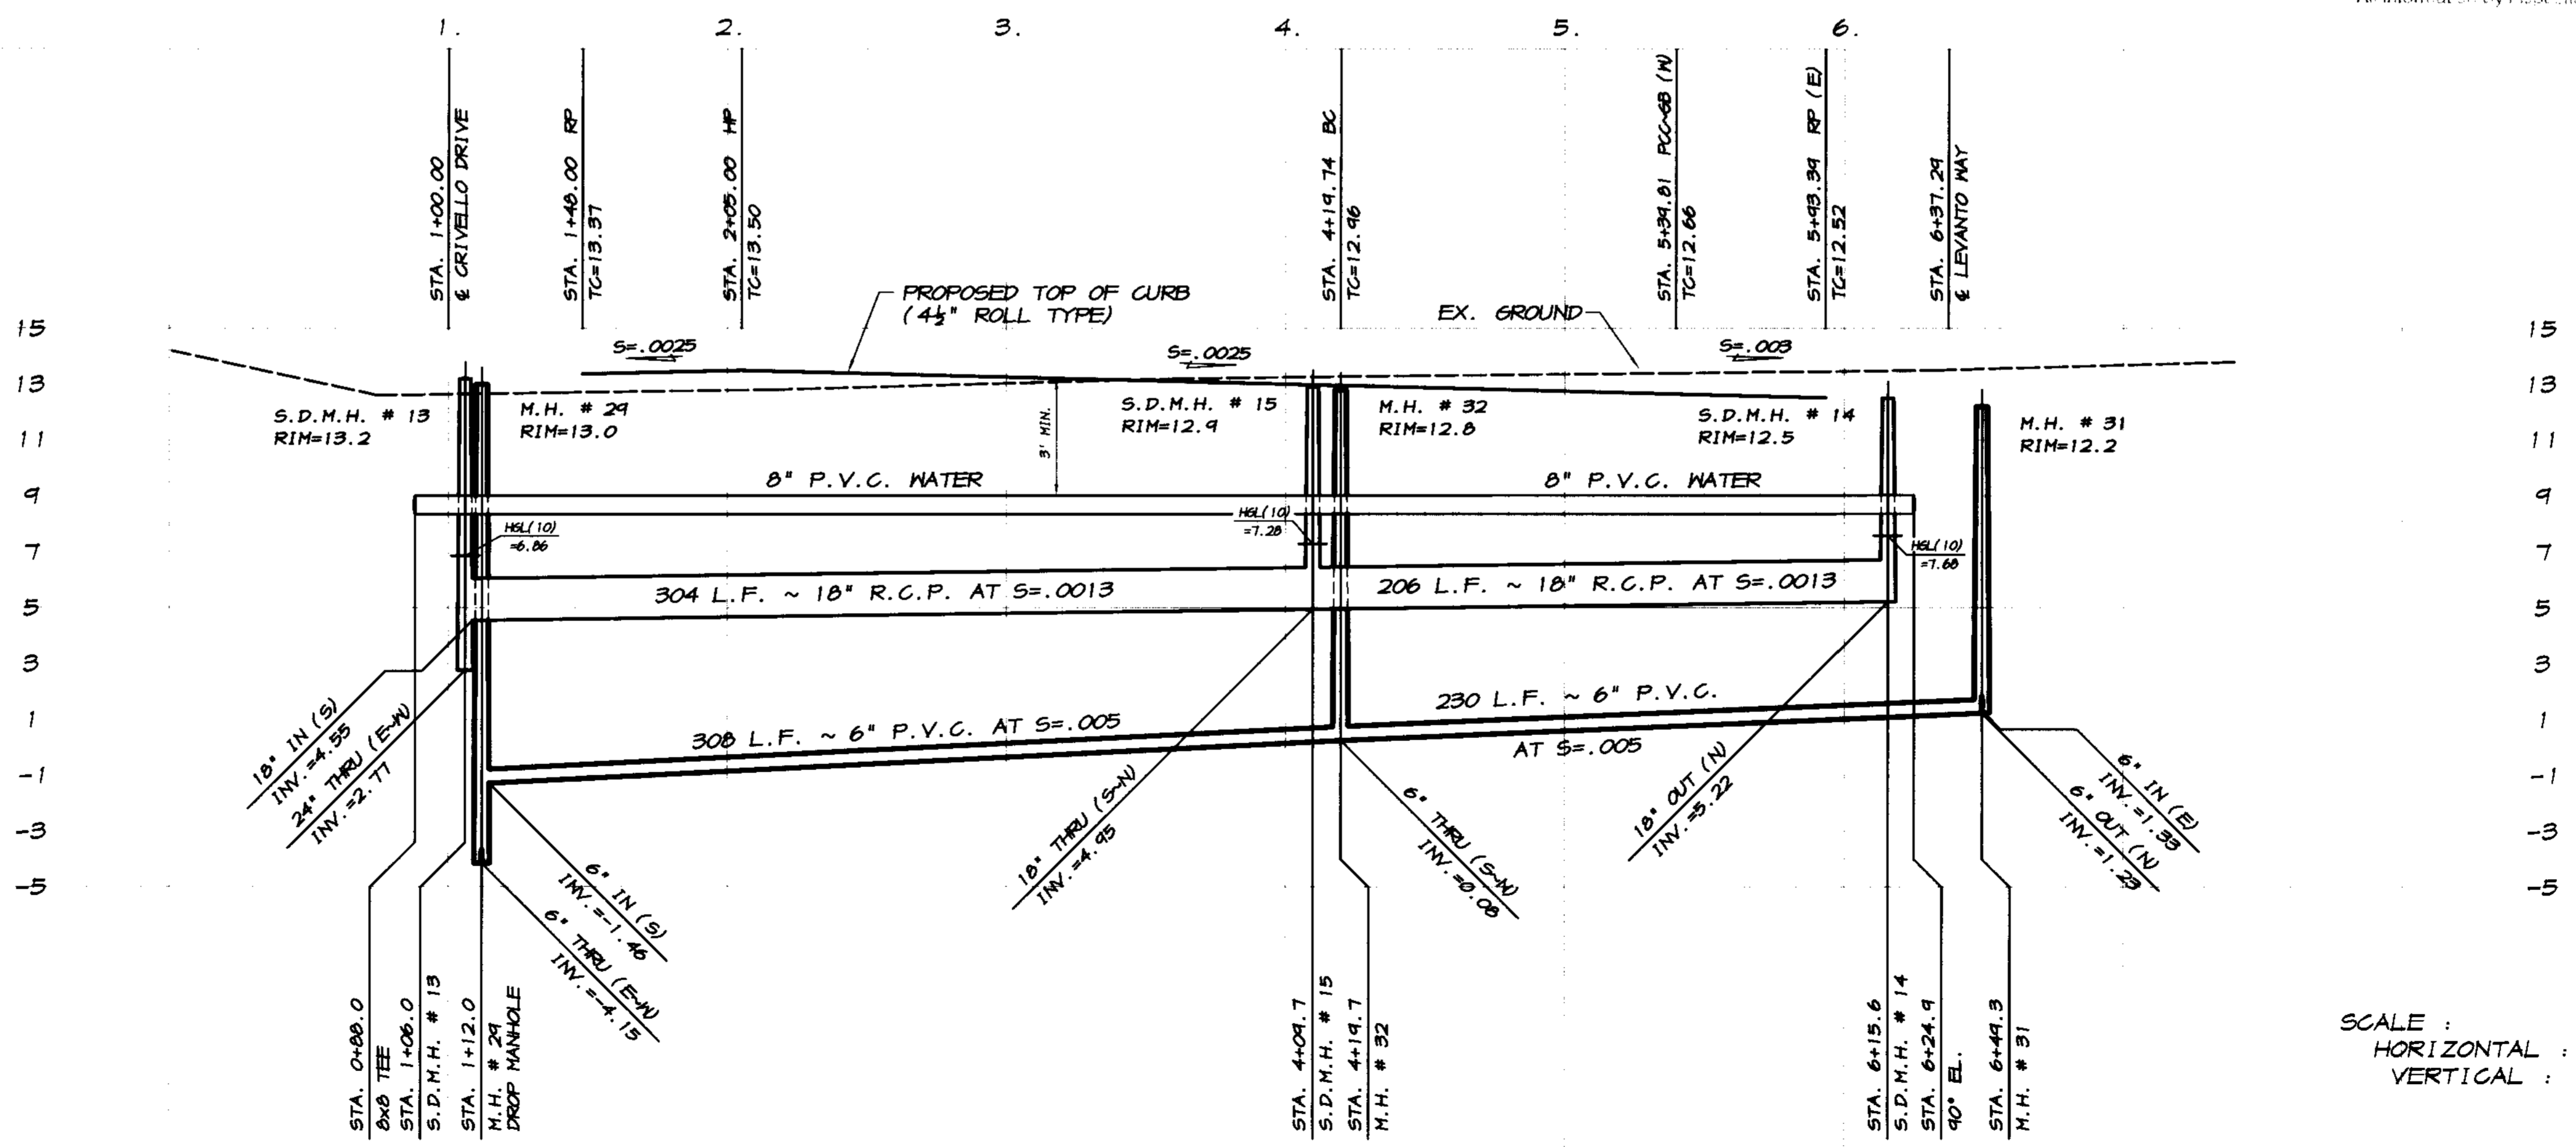 1. 2. 3. 4. 5. 6.
STA. 1+00.00
℄ CRIVELLO DRIVE
STA. 1+48.00 RP
TC=13.37
STA. 2+05.00 HP
TC=13.50
STA. 4+19.74 BC
TC=12.96
STA. 5+39.81 PCC~GB (W)
TC=12.66
STA. 5+93.39 RP (E)
TC=12.52
STA. 6+37.29
℄ LEVANTO WAY
PROPOSED TOP OF CURB
(4½" ROLL TYPE)
EX. GROUND
15
13
11
9
7
5
3
1
-1
-3
-5
15
13
11
9
7
5
3
1
-1
-3
-5
S=.0025
S=.0025
S=.003
S.D.M.H. # 13
RIM=13.2
M.H. # 29
RIM=13.0
S.D.M.H. # 15
RIM=12.9
M.H. # 32
RIM=12.8
S.D.M.H. # 14
RIM=12.5
M.H. # 31
RIM=12.2
3' MIN.
8" P.V.C. WATER
8" P.V.C. WATER
HGL(10)
=6.86
HGL(10)
=7.28
HGL(10)
=7.68
304 L.F. ~ 18" R.C.P. AT S=.0013
206 L.F. ~ 18" R.C.P. AT S=.0013
308 L.F. ~ 6" P.V.C. AT S=.005
230 L.F. ~ 6" P.V.C.
AT S=.005
18" IN (S)
INV.=4.55
24" THRU (E~W)
INV.=2.77
6" IN (S)
INV.=-1.46
6" THRU (E~W)
INV.=-4.15
18" THRU (S~N)
INV.=4.95
6" THRU (S~N)
INV.=0.08
18" OUT (N)
INV.=5.22
6" IN (E)
INV.=1.33
6" OUT (N)
INV.=1.23
STA. 0+88.0
8x8 TEE
STA. 1+06.0
S.D.M.H. # 13
STA. 1+12.0
M.H. # 29
DROP MANHOLE
STA. 4+09.7
S.D.M.H. # 15
STA. 4+19.7
M.H. # 32
STA. 6+15.6
S.D.M.H. # 14
STA. 6+24.9
90° EL.
STA. 6+49.3
M.H. # 31
SCALE :
HORIZONTAL :
VERTICAL :